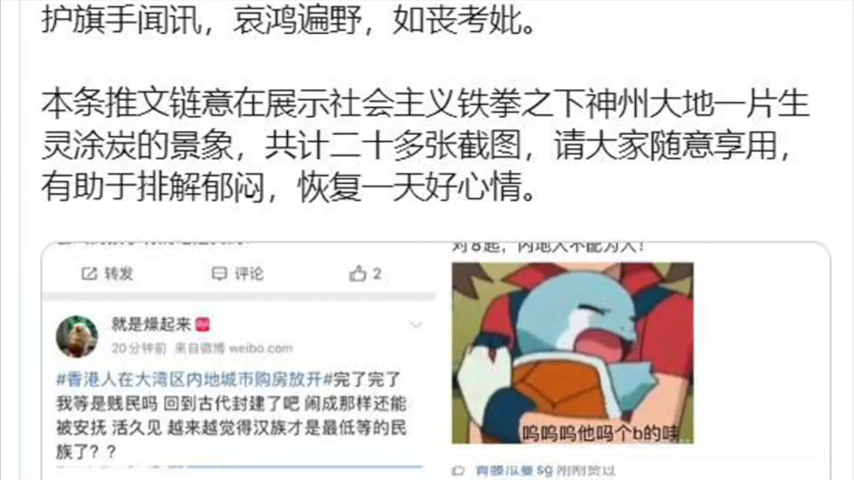 护旗手闻讯，哀鸿遍野，如丧考妣。
本条推文链意在展示社会主义铁拳之下神州大地一片生
灵涂炭的景象，共计二十多张截图，请大家随意享用，
有助于排解郁闷，恢复一天好心情。
转发 评论 2
就是燥起来
20分钟前 来自微博 weibo.com
#香港人在大湾区内地城市购房放开#完了完了
我等是贱民吗 回到古代封建了吧 闹成那样还能
被安抚 活久见 越来越觉得汉族才是最低等的民
族了？？
对8起，内地人不配为人！
呜呜呜他吗个b的咦